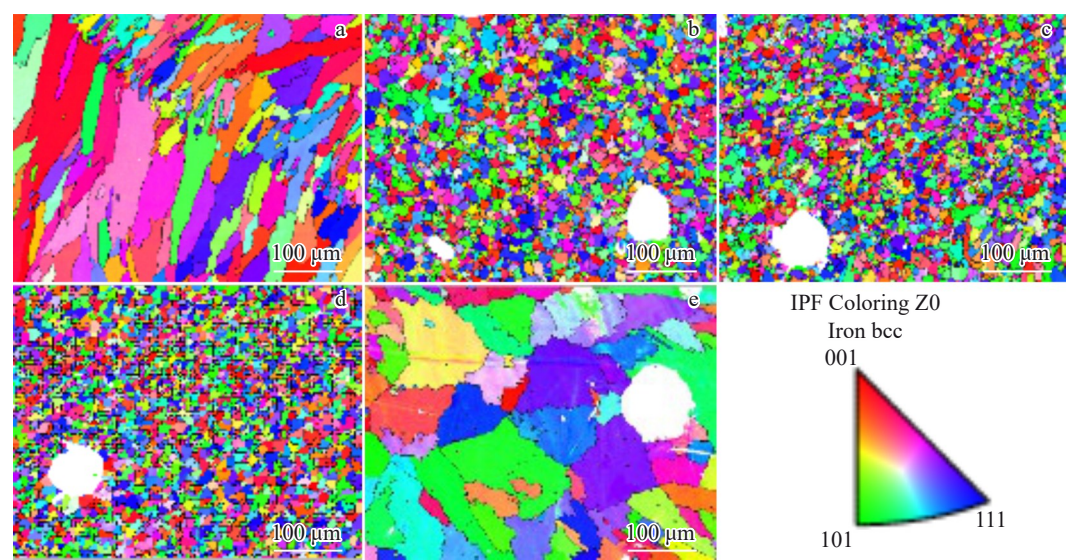 a
100 μm
b
100 μm
c
100 μm
d
100 μm
e
100 μm
IPF Coloring Z0
Iron bcc
001
101
111